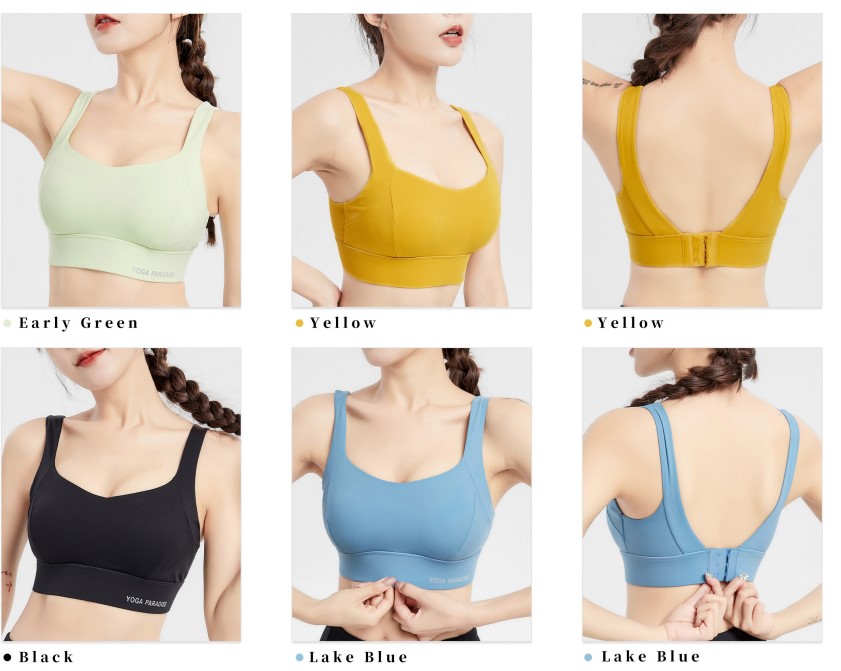 YOGA PARADISE
Early Green
Yellow
Yellow
YOGA PARADISE
YOGA PARADISE
Black
Lake Blue
Lake Blue